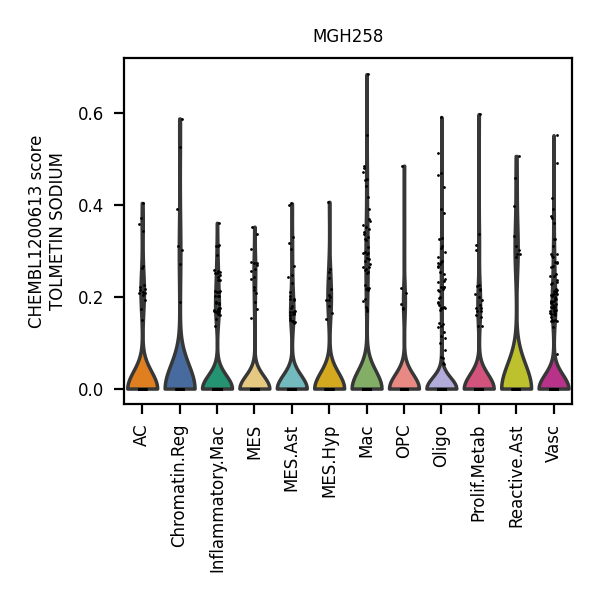 MGH258
CHEMBL1200613 score
TOLMETIN SODIUM
0.6
0.4
0.2
0.0
AC
Chromatin.Reg
Inflammatory.Mac
MES
MES.Ast
MES.Hyp
Mac
OPC
Oligo
Prolif.Metab
Reactive.Ast
Vasc